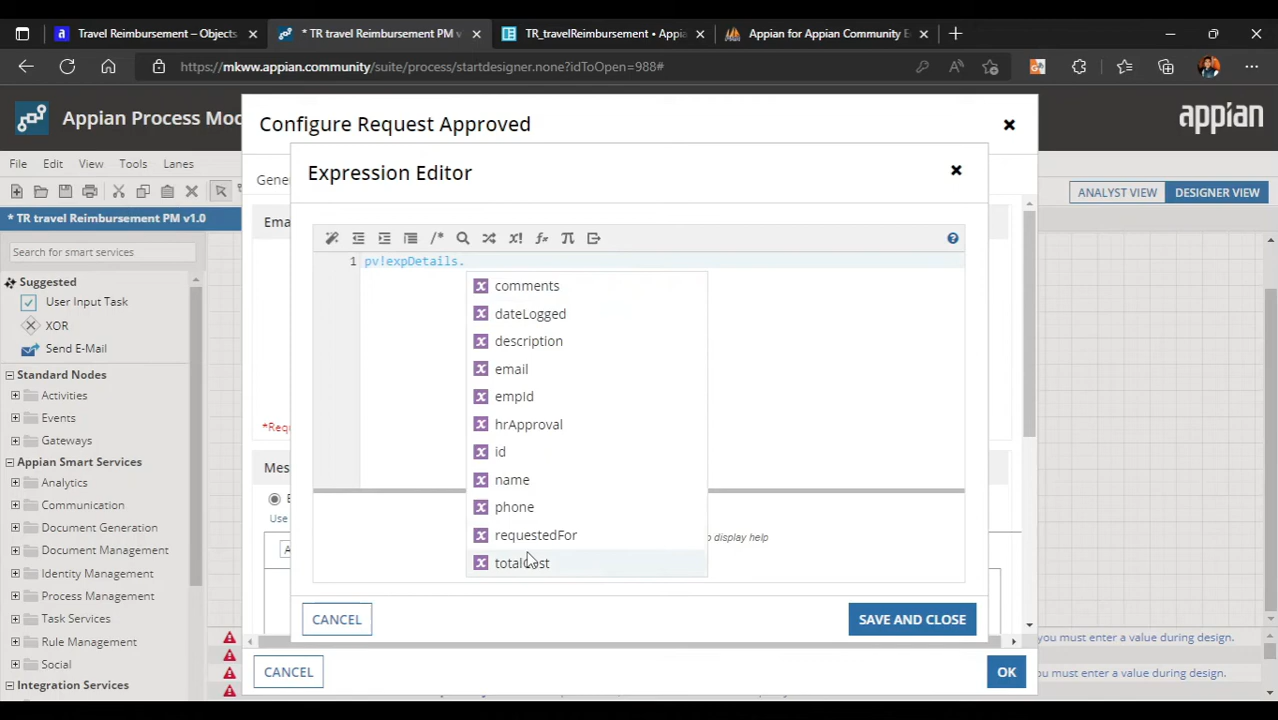 Travel Reimbursement – Objects
* TR travel Reimbursement PM v
TR_travelReimbursement • Appia
Appian for Appian Community E
https://mkww.appian.community/suite/process/startdesigner.none?idToOpen=988#
Appian Process Mod
appian
File Edit View Tools Lanes
ANALYST VIEW
DESIGNER VIEW
* TR travel Reimbursement PM v1.0
Search for smart services
Suggested
User Input Task
XOR
Send E-Mail
Standard Nodes
Activities
Events
Gateways
Appian Smart Services
Analytics
Communication
Document Generation
Document Management
Identity Management
Process Management
Task Services
Rule Management
Social
Integration Services
Configure Request Approved
Gene
Ema
*Requ
Mes
Use
Expression Editor
1 pv!expDetails.
comments
dateLogged
description
email
empId
hrApproval
id
name
phone
requestedFor
totalCost
o display help
CANCEL
SAVE AND CLOSE
you must enter a value during design.
CANCEL
OK
ou must enter a value during design.